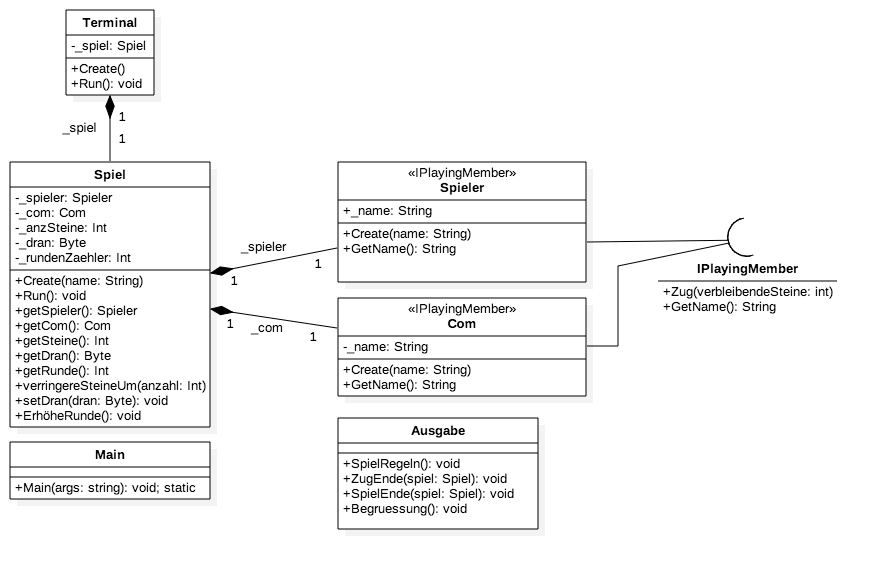 Terminal
-_spiel: Spiel
+Create()
+Run(): void
1
_spiel
1
Spiel
-_spieler: Spieler
-_com: Com
-_anzSteine: Int
-_dran: Byte
-_rundenZaehler: Int
+Create(name: String)
+Run(): void
+getSpieler(): Spieler
+getCom(): Com
+getSteine(): Int
+getDran(): Byte
+getRunde(): Int
+verringereSteineUm(anzahl: Int)
+setDran(dran: Byte): void
+ErhöheRunde(): void
_spieler
1
1
1
_com
1
«IPlayingMember»
Spieler
+_name: String
+Create(name: String)
+GetName(): String
«IPlayingMember»
Com
-_name: String
+Create(name: String)
+GetName(): String
IPlayingMember
+Zug(verbleibendeSteine: int)
+GetName(): String
Main
+Main(args: string): void; static
Ausgabe
+SpielRegeln(): void
+ZugEnde(spiel: Spiel): void
+SpielEnde(spiel: Spiel): void
+Begruessung(): void